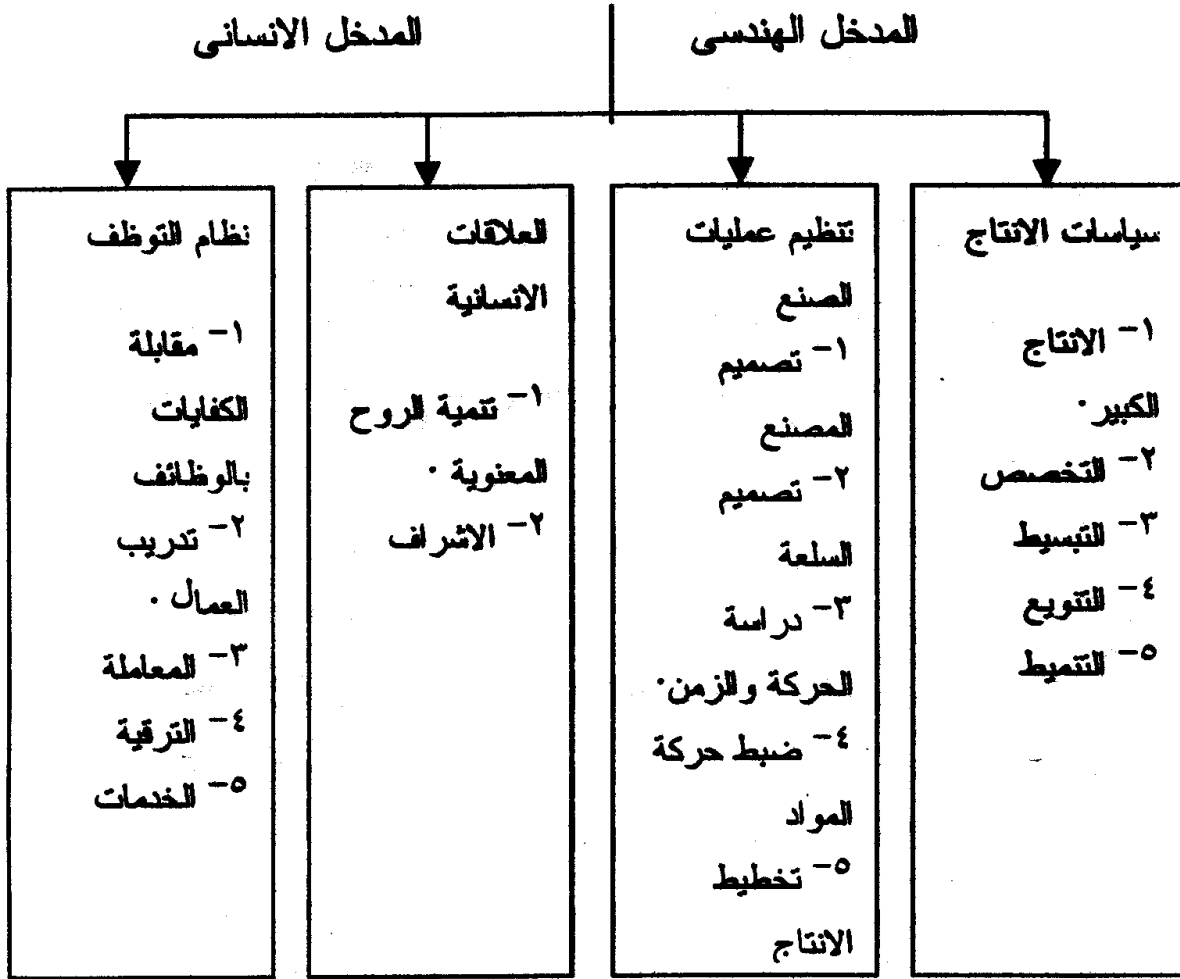 المدخل الهندسى
المدخل الانسانى
سياسات الانتاج
١- الانتاج
الكبير.
٢- التخصص
٣- التبسيط
٤- التنويع
٥- التنميط
تنظيم عمليات
الصنع
١- تصميم
المصنع
٢- تصميم
السلعة
٣- دراسة
الحركة والزمن.
٤- ضبط حركة
المواد
٥- تخطيط
الانتاج
العلاقات
الانسانية
١- تنمية الروح
المعنوية .
٢- الاشراف
نظام التوظف
١- مقابلة
الكفايات
بالوظائف
٢- تدريب
العمال .
٣- المعاملة
٤- الترقية
٥- الخدمات